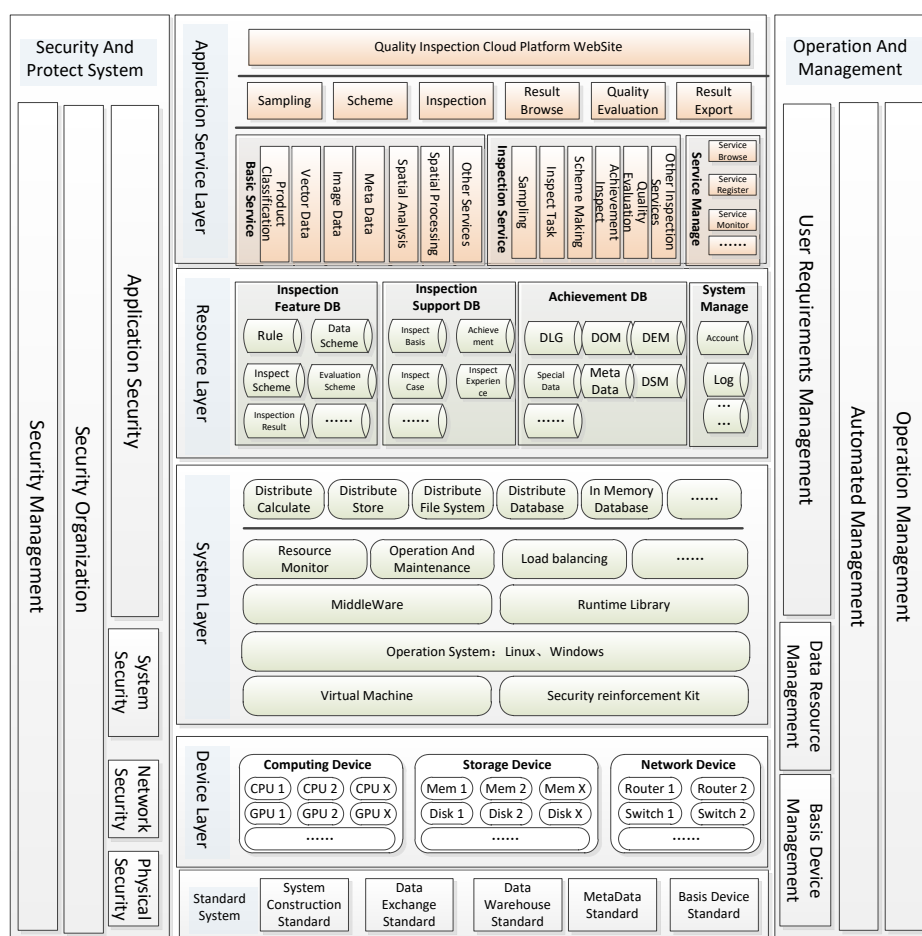 Security And
Protect System
Security Management
Security Organization
Application Security
System
Security
Network
Security
Physical
Security
Application Service Layer
Quality Inspection Cloud Platform WebSite
Sampling
Scheme
Inspection
Result
Browse
Quality
Evaluation
Result
Export
Basic Service
Product
Classification
Vector Data
Image Data
Meta Data
Spatial Analysis
Spatial Processing
Other Services
Inspection Service
Sampling
Inspect Task
Scheme Making
Achievement
Inspect
Quality
Evaluation
Other Inspection
Services
Service Manage
Service
Browse
Service
Register
Service
Monitor
......
Resource Layer
Inspection
Feature DB
Rule
Data
Scheme
Inspect
Scheme
Evaluation
Scheme
Inspection
Result
......
Inspection
Support DB
Inspect
Basis
Achieve
ment
Inspect
Case
Inspect
Experien
ce
......
Achievement DB
DLG
DOM
DEM
Special
Data
Meta
Data
DSM
......
System
Manage
Account
Log
...
...
System Layer
Distribute
Calculate
Distribute
Store
Distribute
File System
Distribute
Database
In Memory
Database
......
Resource
Monitor
Operation And
Maintenance
Load balancing
......
MiddleWare
Runtime Library
Operation System：Linux、Windows
Virtual Machine
Security reinforcement Kit
Device Layer
Computing Device
CPU 1
CPU 2
CPU X
GPU 1
GPU 2
GPU X
......
Storage Device
Mem 1
Mem 2
Mem X
Disk 1
Disk 2
Disk X
......
Network Device
Router 1
Router 2
Switch 1
Switch 2
......
Standard
System
System
Construction
Standard
Data
Exchange
Standard
Data
Warehouse
Standard
MetaData
Standard
Basis Device
Standard
Operation And
Management
User Requirements Management
Data Resource
Management
Basis Device
Management
Automated Management
Operation Management